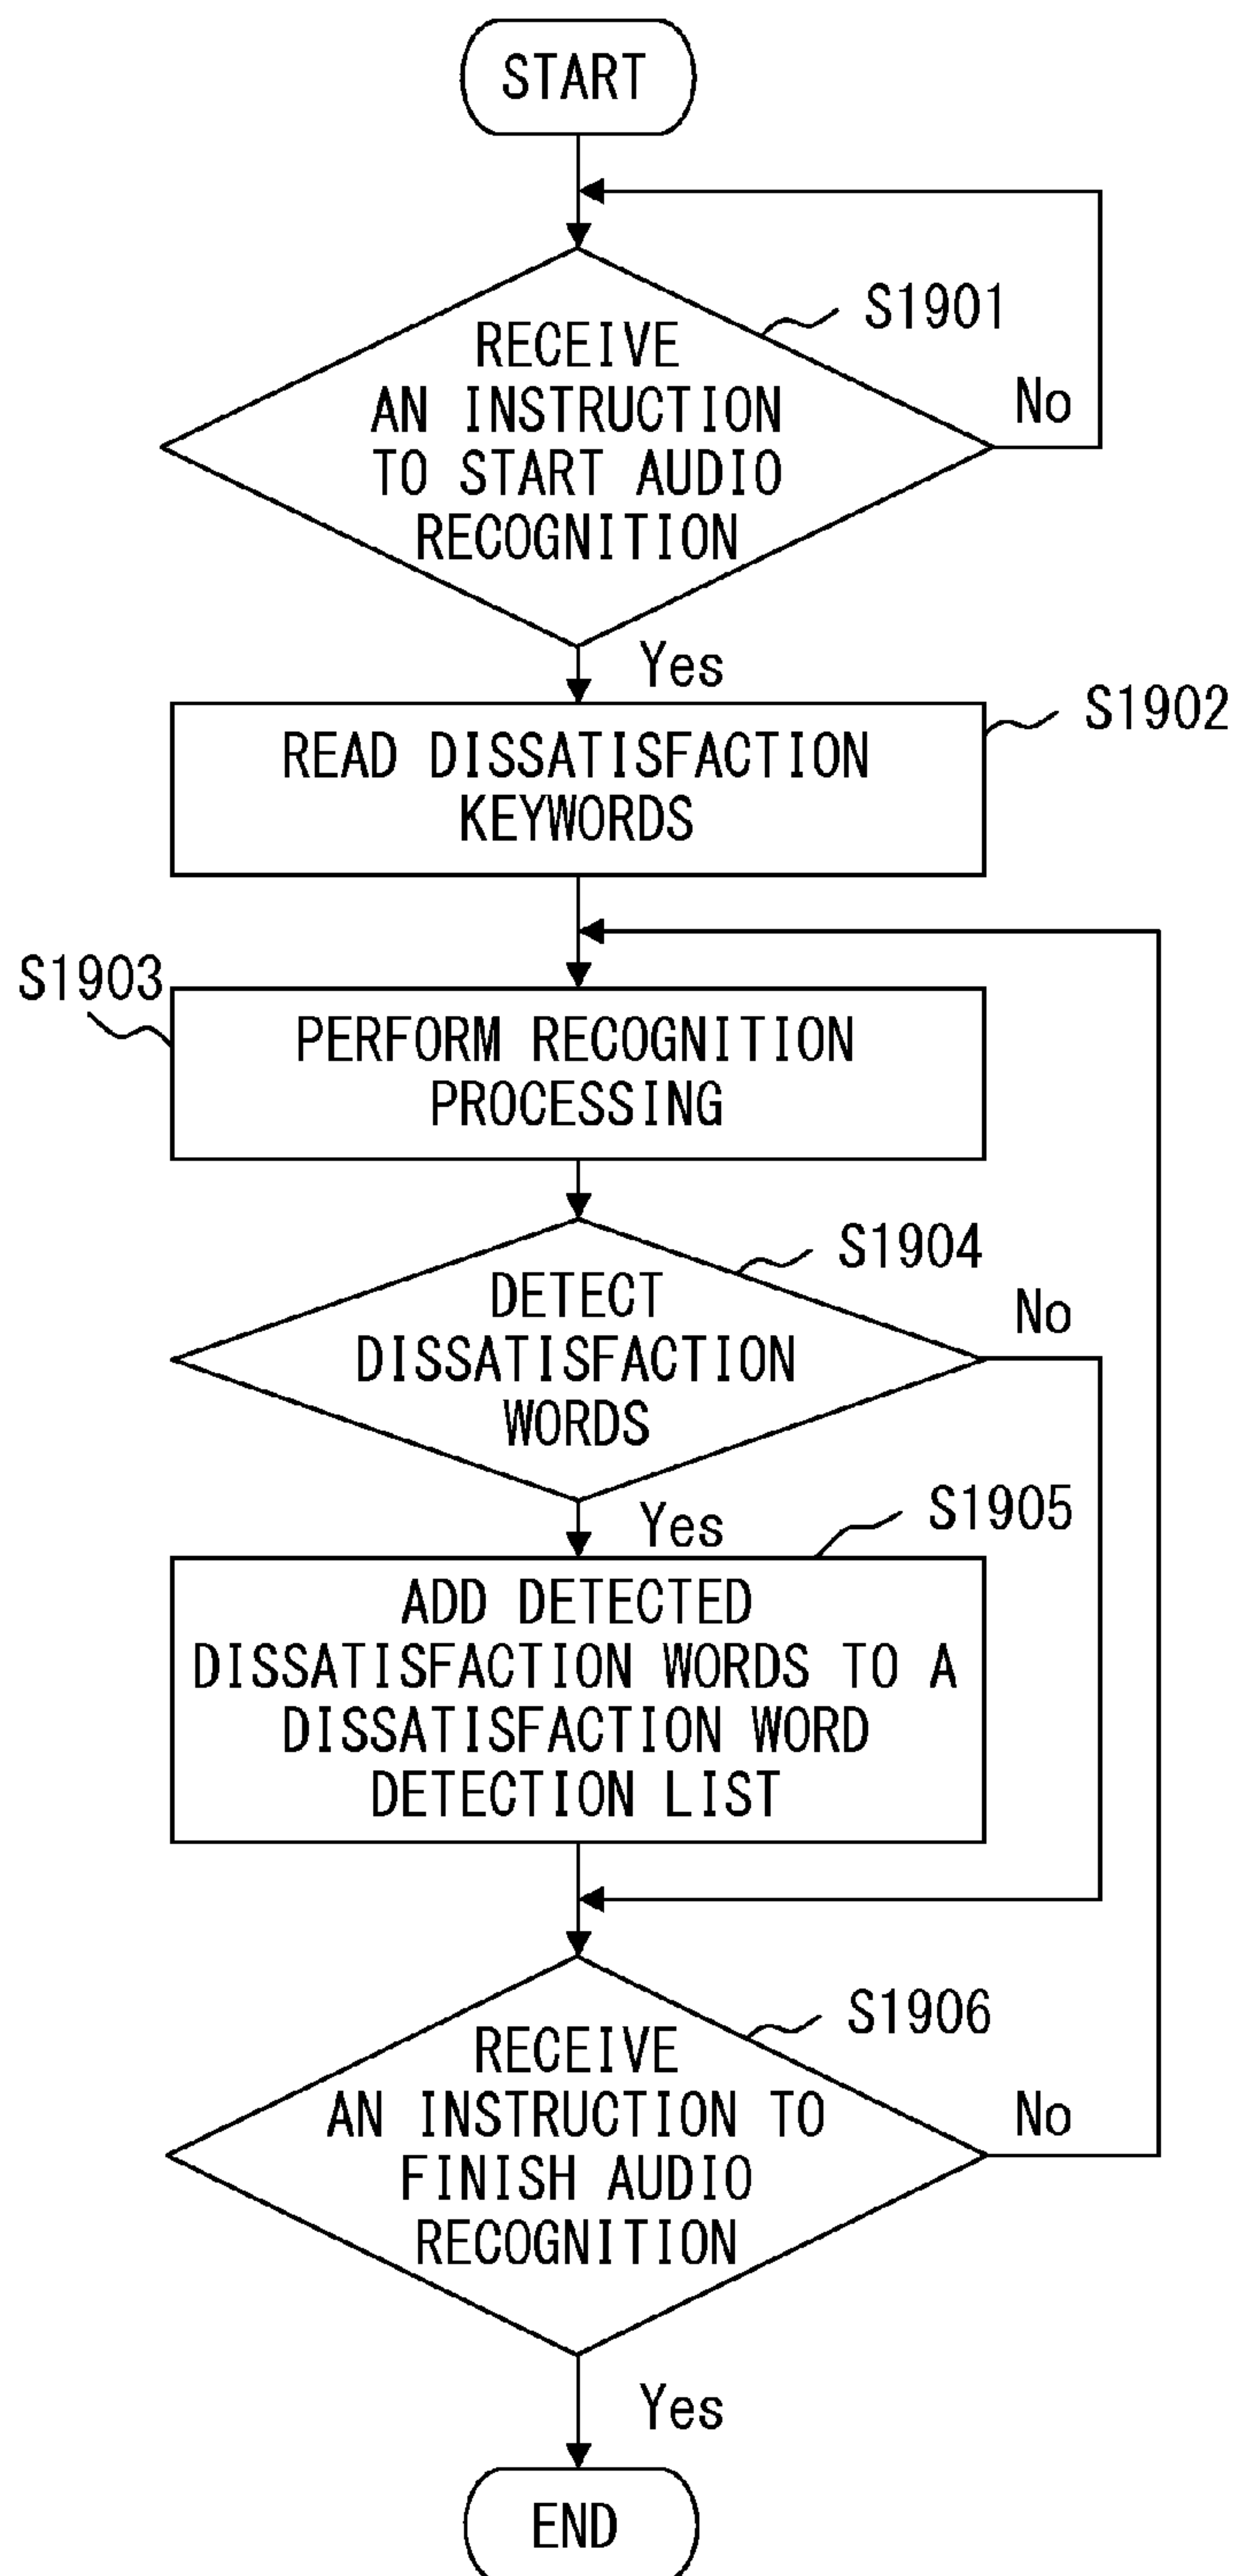 START
S1901
RECEIVE
AN INSTRUCTION
TO START AUDIO
RECOGNITION
No
Yes
S1902
READ DISSATISFACTION
KEYWORDS
S1903
PERFORM RECOGNITION
PROCESSING
S1904
DETECT
DISSATISFACTION
WORDS
No
Yes
S1905
ADD DETECTED
DISSATISFACTION WORDS TO A
DISSATISFACTION WORD
DETECTION LIST
S1906
RECEIVE
AN INSTRUCTION TO
FINISH AUDIO
RECOGNITION
No
Yes
END